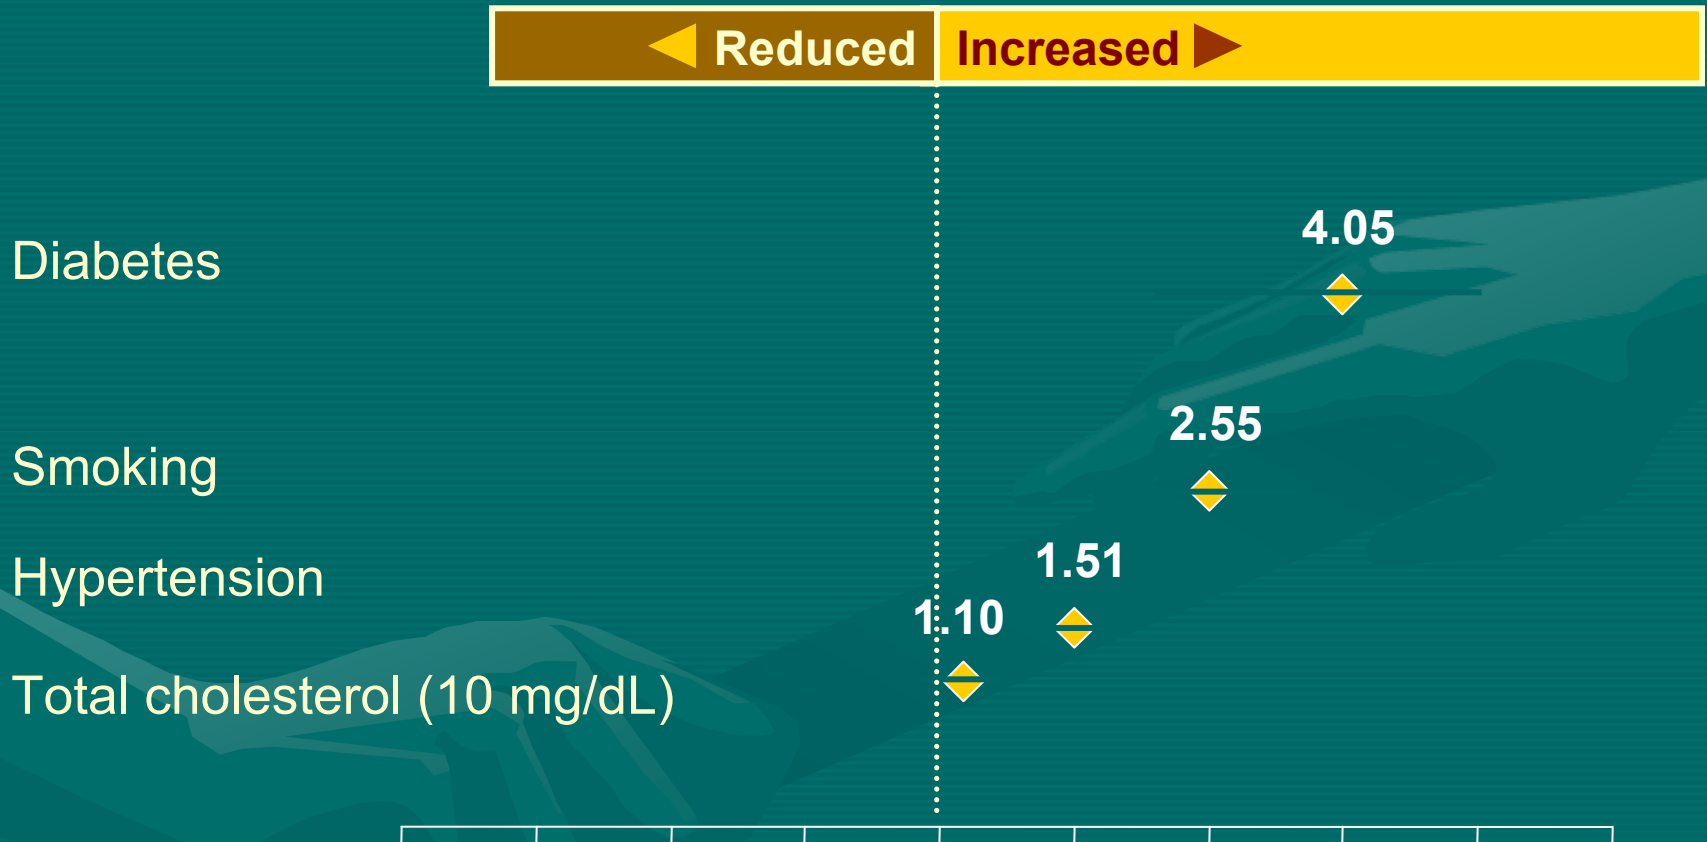 Reduced Increased
4.05
Diabetes
2.55
Smoking
1.51
Hypertension
1.10
Total cholesterol (10 mg/dL)